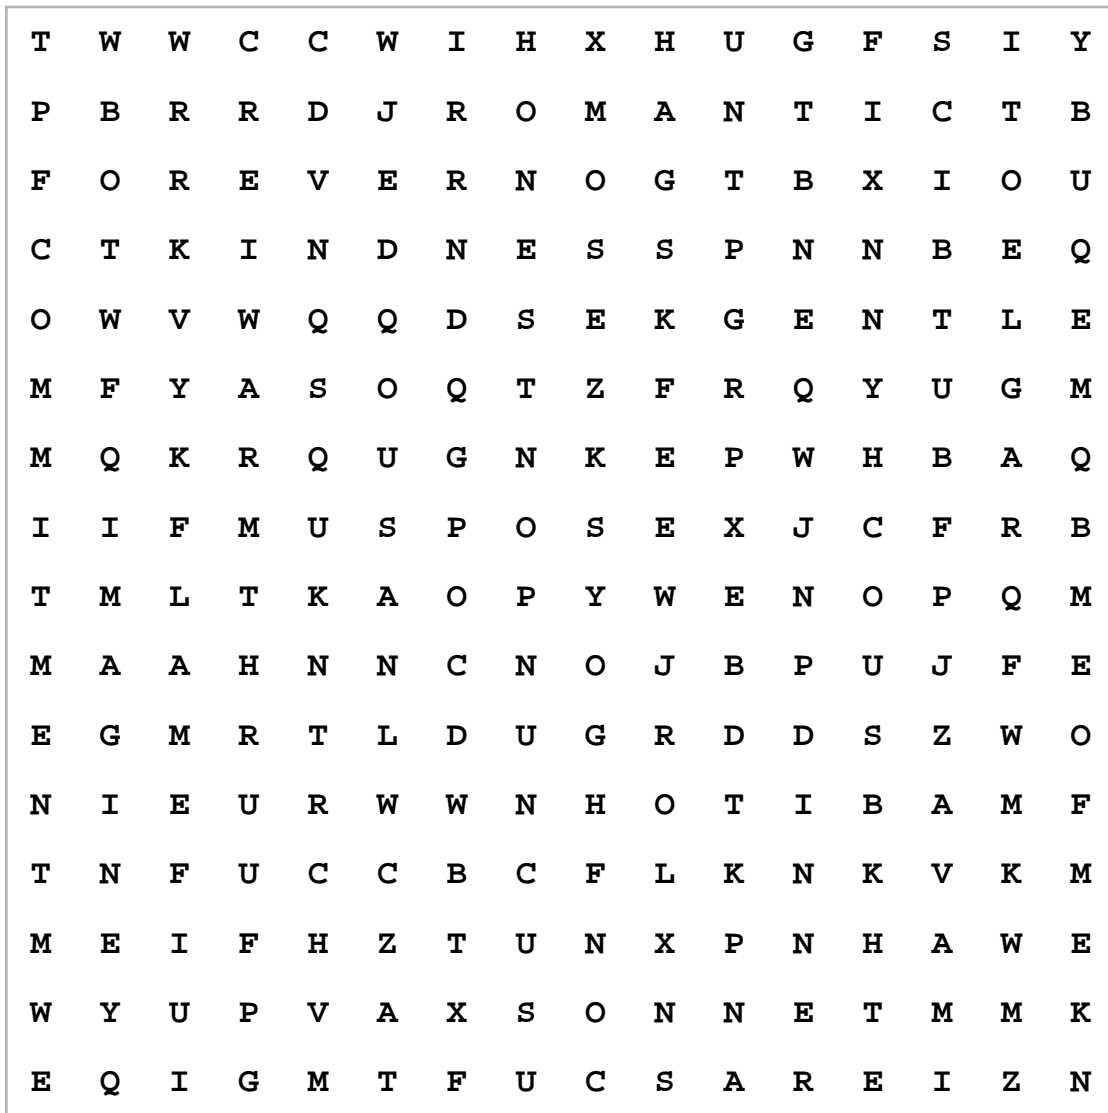 T W W C C W I H X H U G F S I Y
P B R R D J R O M A N T I C T B
F O R E V E R N O G T B X I O U
C T K I N D N E S S P N N B E Q
O W V W Q Q D S E K G E N T L E
M F Y A S O Q T Z F R Q Y U G M
M Q K R Q U G N K E P W H B A Q
I I F M U S P O S E X J C F R B
T M L T K A O P Y W E N O P Q M
M A A H N N C N O J B P U J F E
E G M R T L D U G R D D S Z W O
N I E U R W W N H O T I B A M F
T N F U C C B C F L K N K V K M
M E I F H Z T U N X P N H A W E
W Y U P V A X S O N N E T M M K
E Q I G M T F U C S A R E I Z N